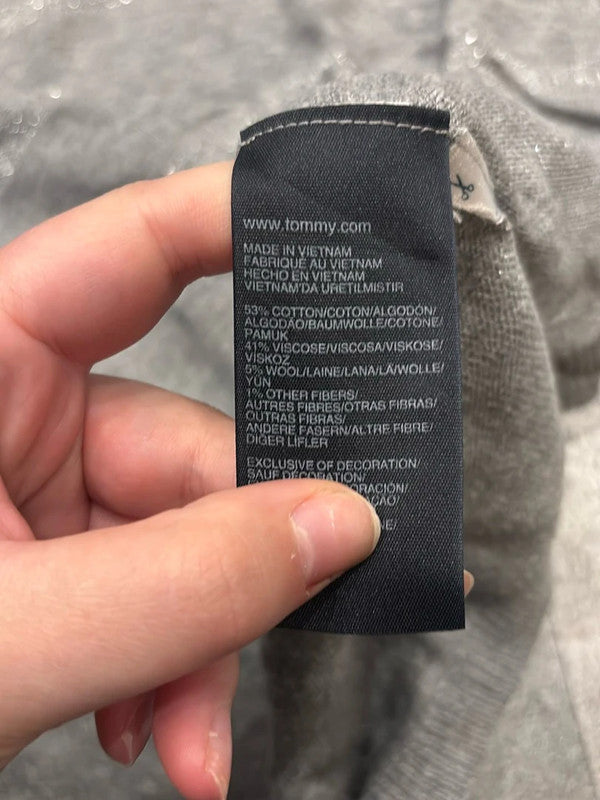 www.tommy.com
MADE IN VIETNAM
FABRIQUÉ AU VIETNAM
HECHO EN VIETNAM
VIETNAM'DA URETILMISTIR
53% COTTON/COTON/ALGODÓN/
ALGODÃO/BAUMWOLLE/COTONE/
PAMUK
41% VISCOSE/VISCOSA/VISKOSE/
VISKOZ
5% WOOL/LAINE/LANA/LÃ/WOLLE/
YÜN
1% OTHER FIBERS/
AUTRES FIBRES/OTRAS FIBRAS/
OUTRAS FIBRAS/
ANDERE FASERN/ALTRE FIBRE/
DIGER LIFLER
EXCLUSIVE OF DECORATION/
SAUF DECORATION/